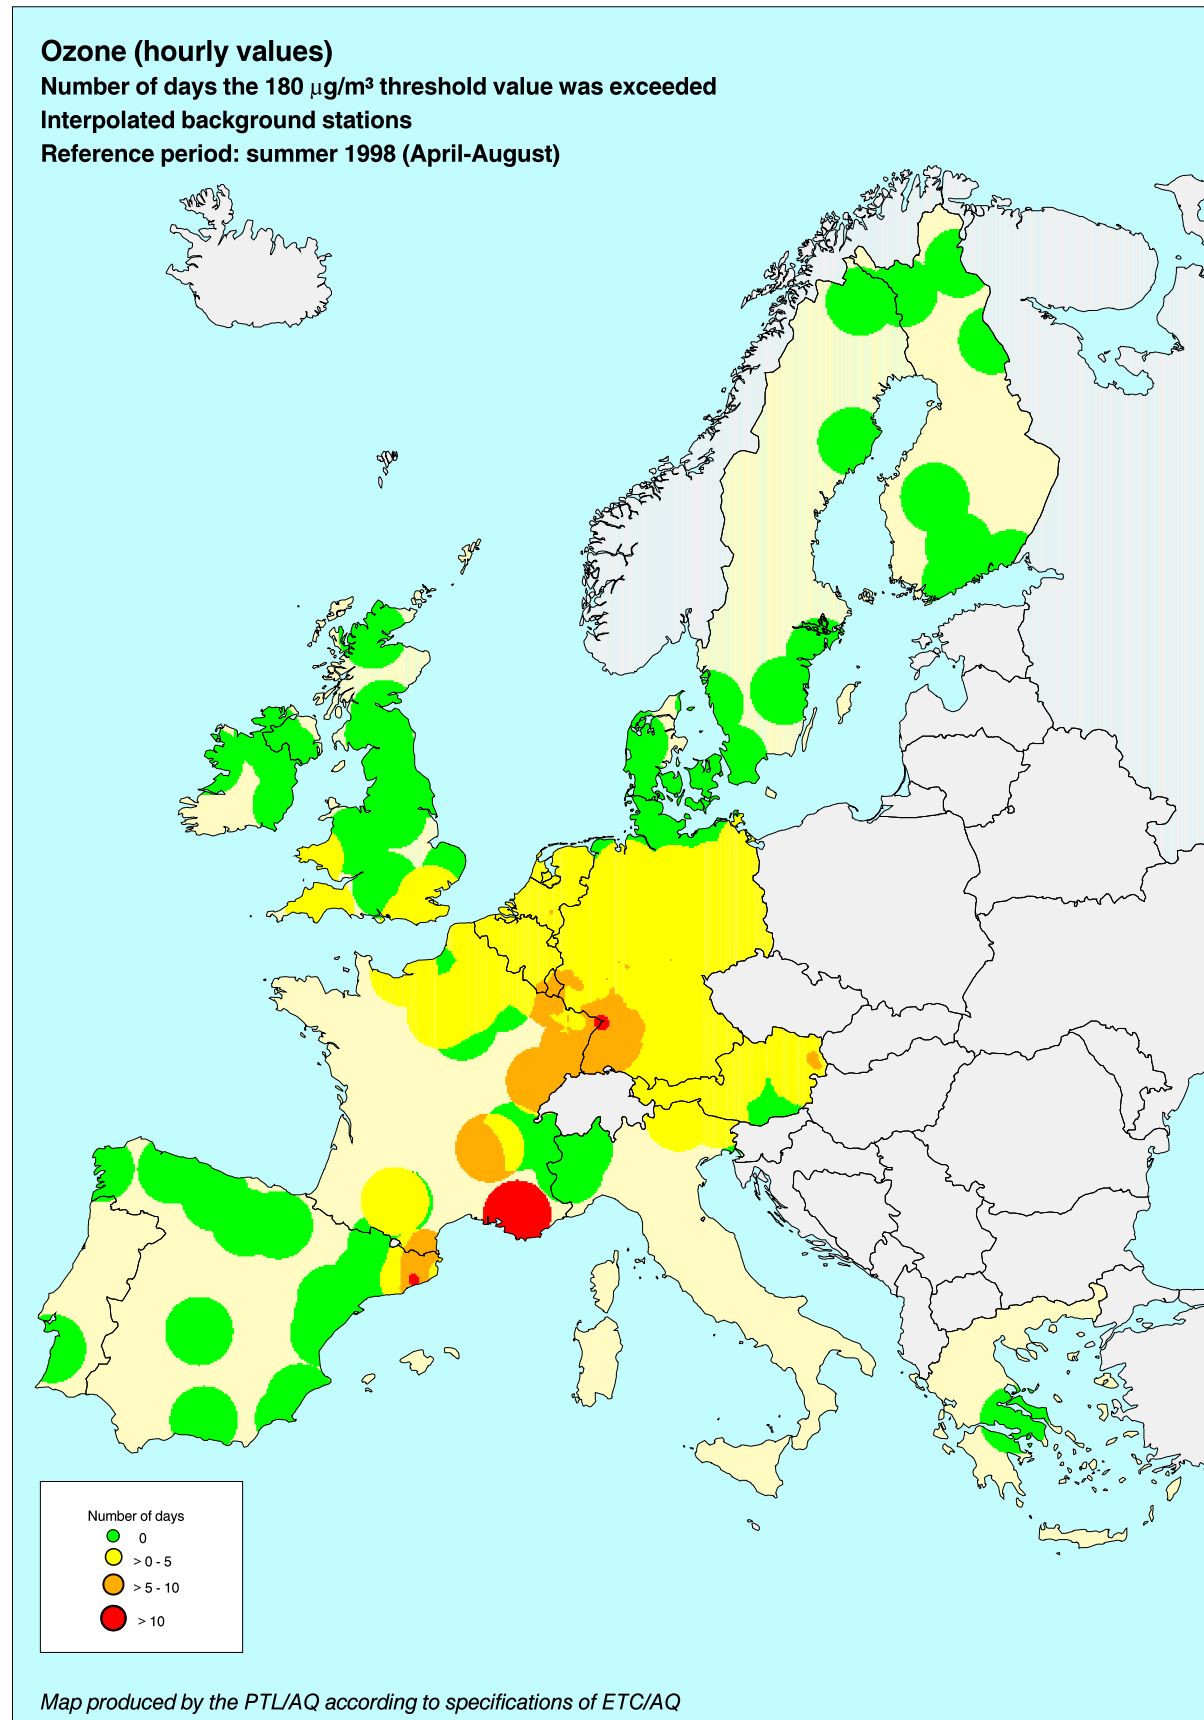 Ozone (hourly values)
Number of days the 180 μg/m³ threshold value was exceeded
Interpolated background stations
Reference period: summer 1998 (April-August)
Number of days
0
> 0 - 5
> 5 - 10
> 10
Map produced by the PTL/AQ according to specifications of ETC/AQ